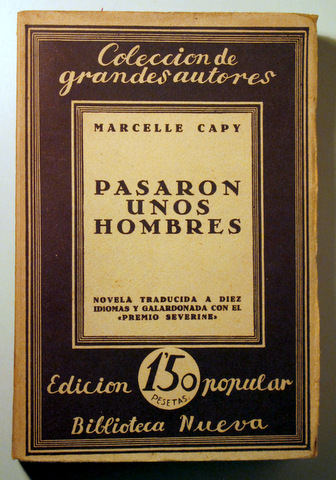 Coleccion de
grandes autores
MARCELLE CAPY
PASARON
UNOS
HOMBRES
NOVELA TRADUCIDA A DIEZ
IDIOMAS Y GALARDONADA CON EL
«PREMIO SEVERINE»
Edicion 1'50 popular
PESETAS.
Biblioteca Nueva